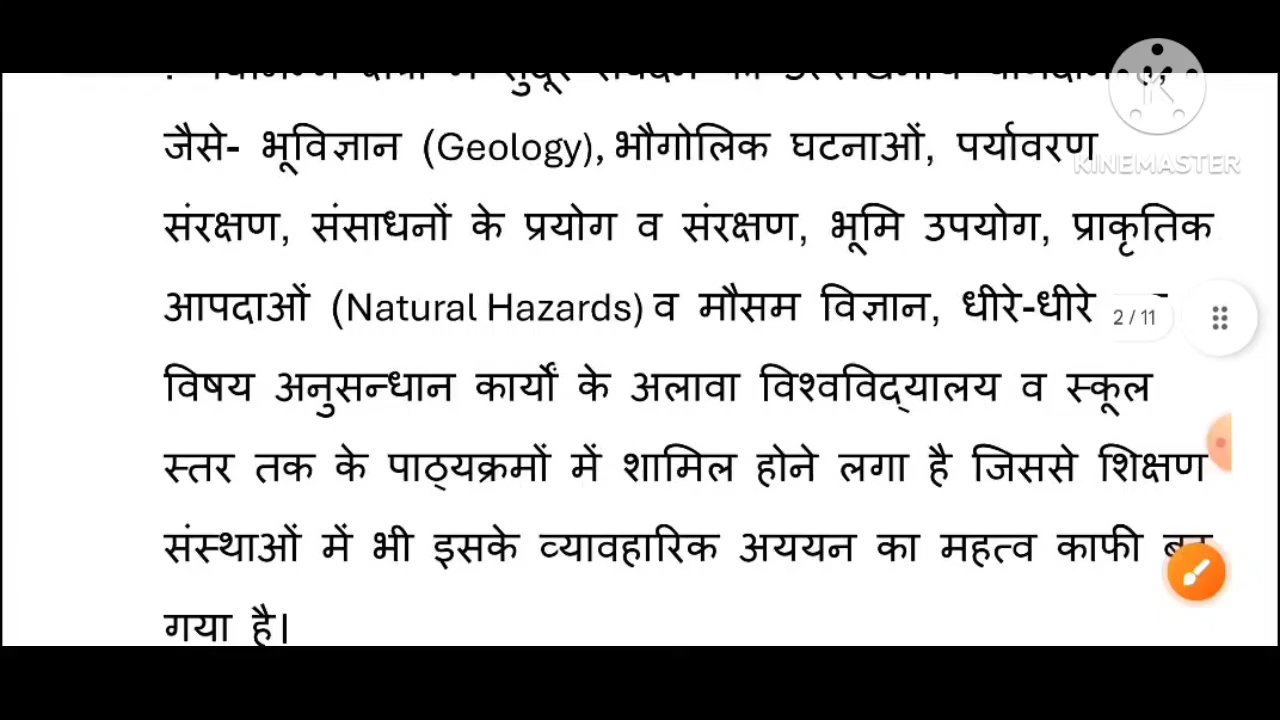 जैसे- भूविज्ञान (Geology), भौगोलिक घटनाओं, पर्यावरण
KINEMASTER
संरक्षण, संसाधनों के प्रयोग व संरक्षण, भूमि उपयोग, प्राकृतिक
आपदाओं (Natural Hazards) व मौसम विज्ञान, धीरे-धीरे
2 / 11
विषय अनुसन्धान कार्यों के अलावा विश्वविद्यालय व स्कूल
स्तर तक के पाठ्यक्रमों में शामिल होने लगा है जिससे शिक्षण
संस्थाओं में भी इसके व्यावहारिक अययन का महत्व काफी
गया है।